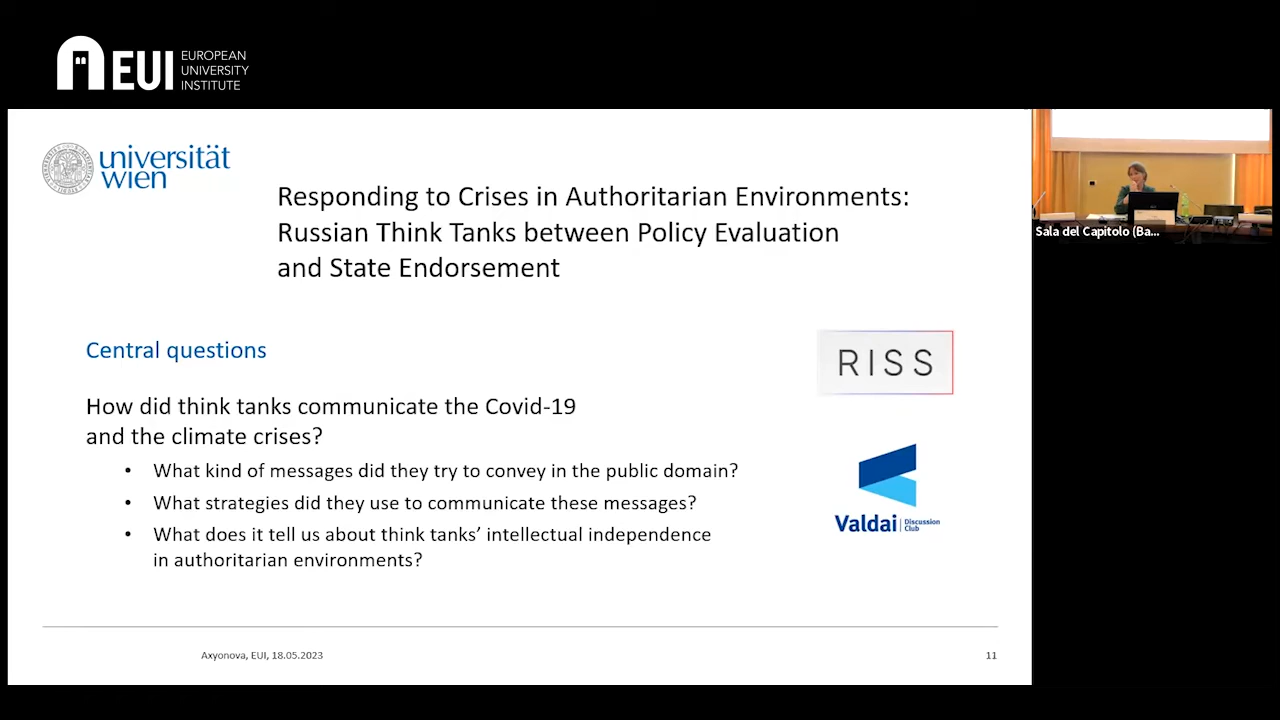 EUI
EUROPEAN
UNIVERSITY
INSTITUTE
universität
wien
Responding to Crises in Authoritarian Environments:
Russian Think Tanks between Policy Evaluation
and State Endorsement
Sala del Capitolo (Ba...
Central questions
RISS
How did think tanks communicate the Covid-19
and the climate crises?
• What kind of messages did they try to convey in the public domain?
• What strategies did they use to communicate these messages?
• What does it tell us about think tanks’ intellectual independence
in authoritarian environments?
Valdai | Discussion
Club
Axyonova, EUI, 18.05.2023
11